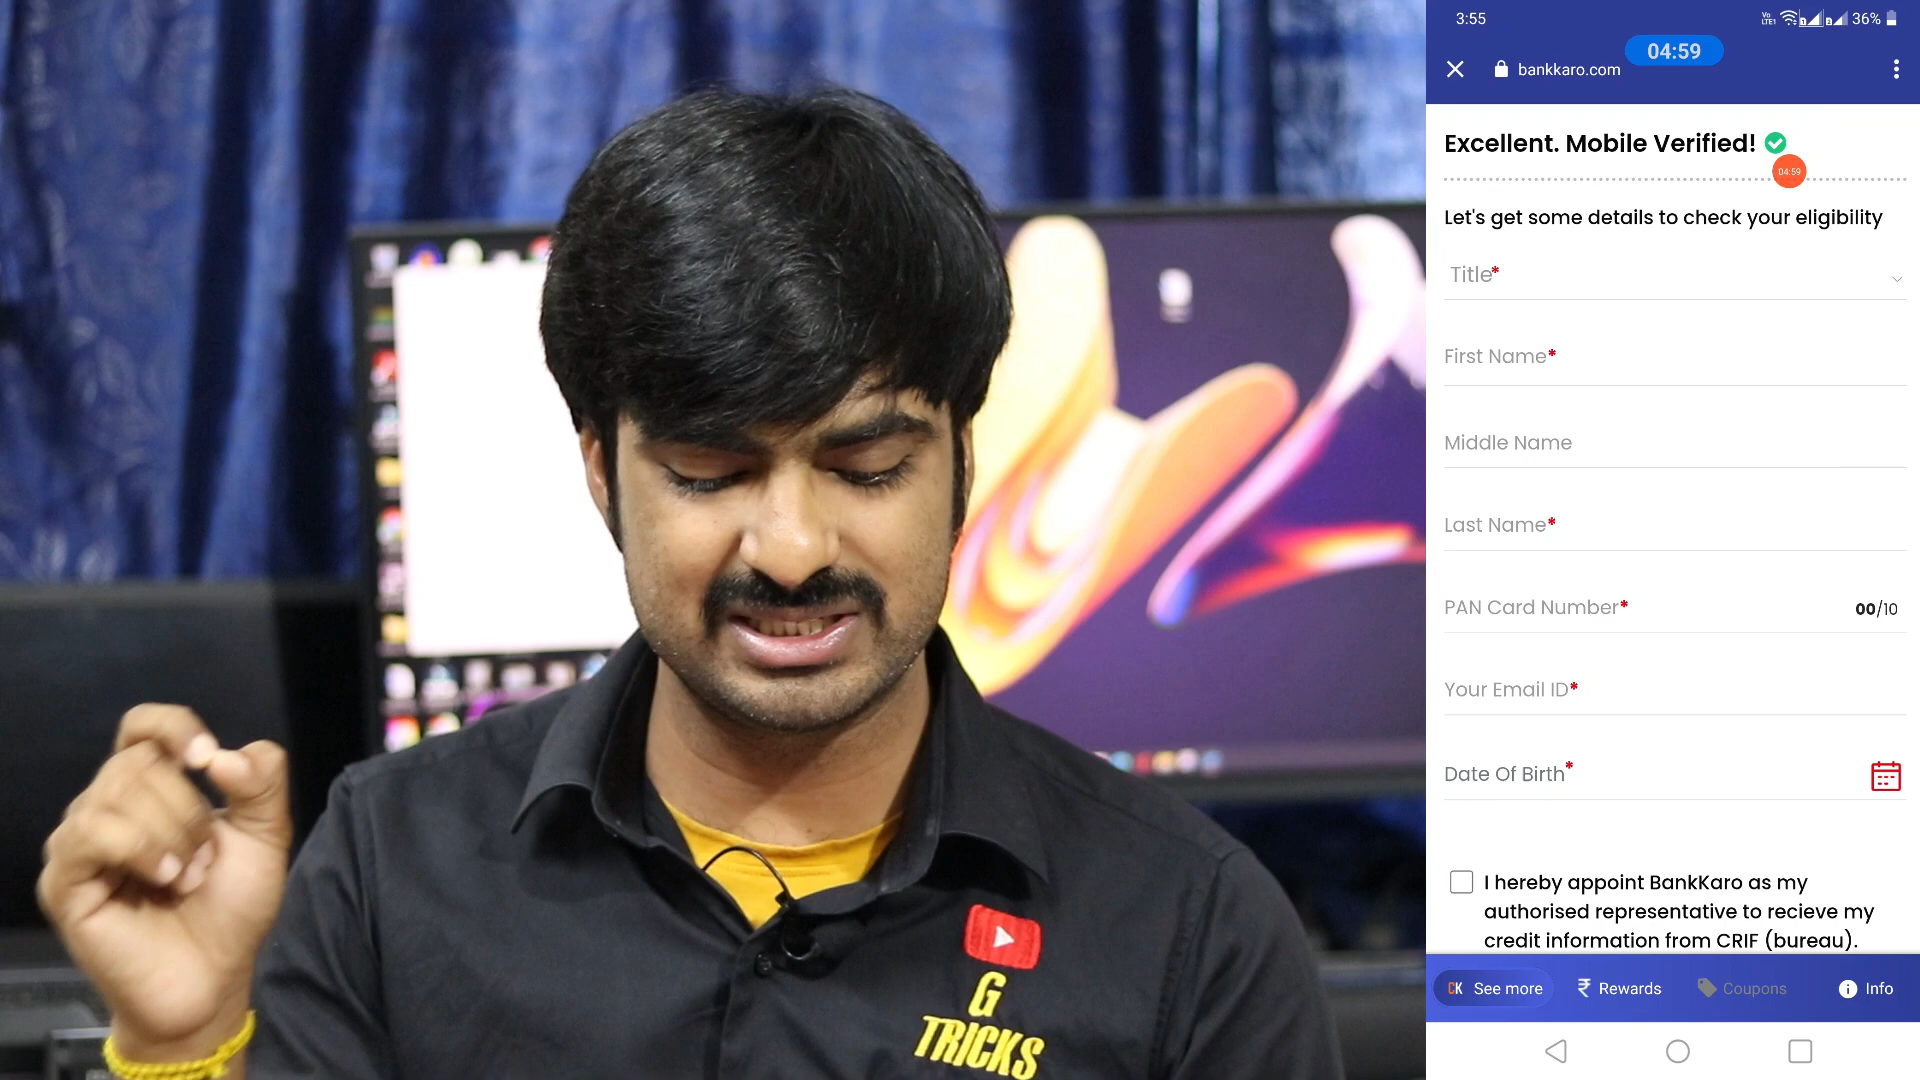 3:55
36%
04:59
bankkaro.com
Excellent. Mobile Verified!
04:59
Let's get some details to check your eligibility
Title*
First Name*
Middle Name
Last Name*
PAN Card Number* 00/10
Your Email ID*
Date Of Birth*
I hereby appoint BankKaro as my
authorised representative to recieve my
credit information from CRIF (bureau).
CK See more ₹ Rewards Coupons i Info
G
TRICKS